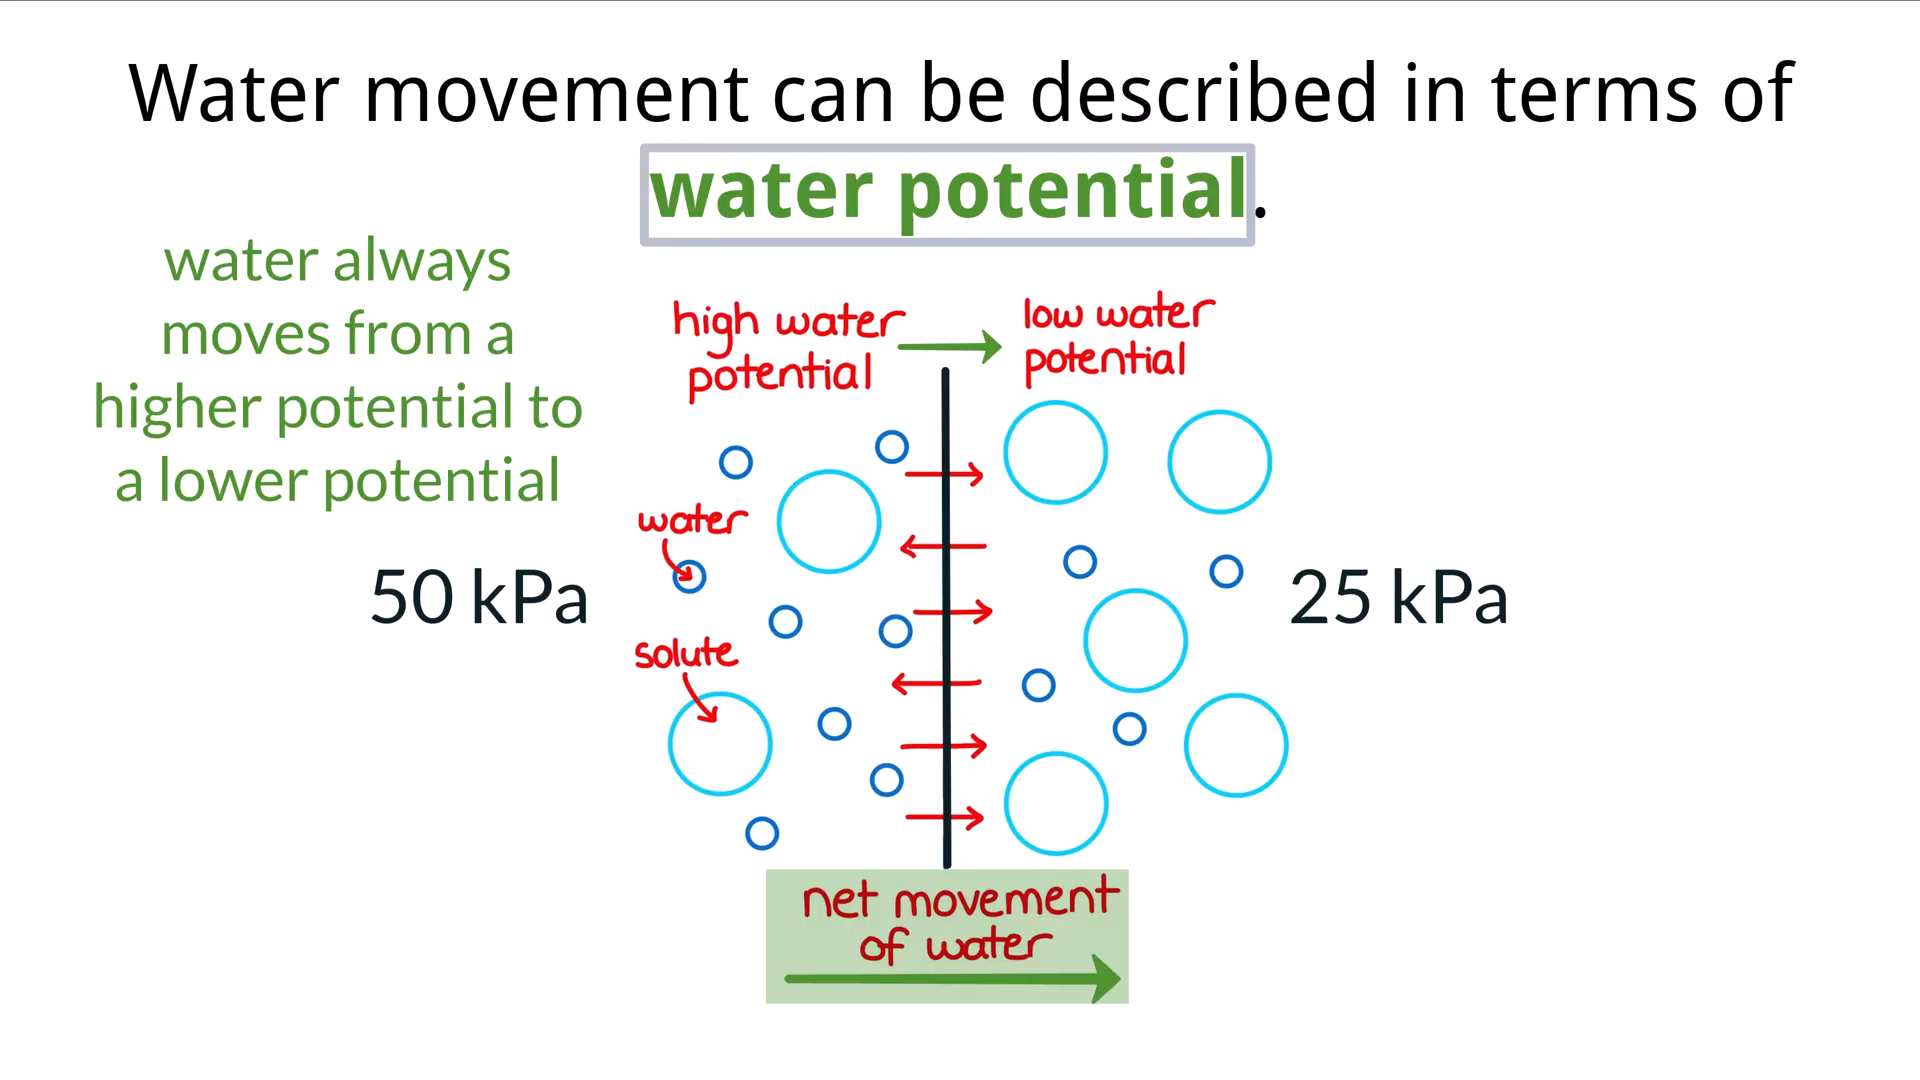 Water movement can be described in terms of
water potential.
water always
moves from a
higher potential to
a lower potential
high water
potential
low water
potential
water
50 kPa
25 kPa
solute
net movement
of water